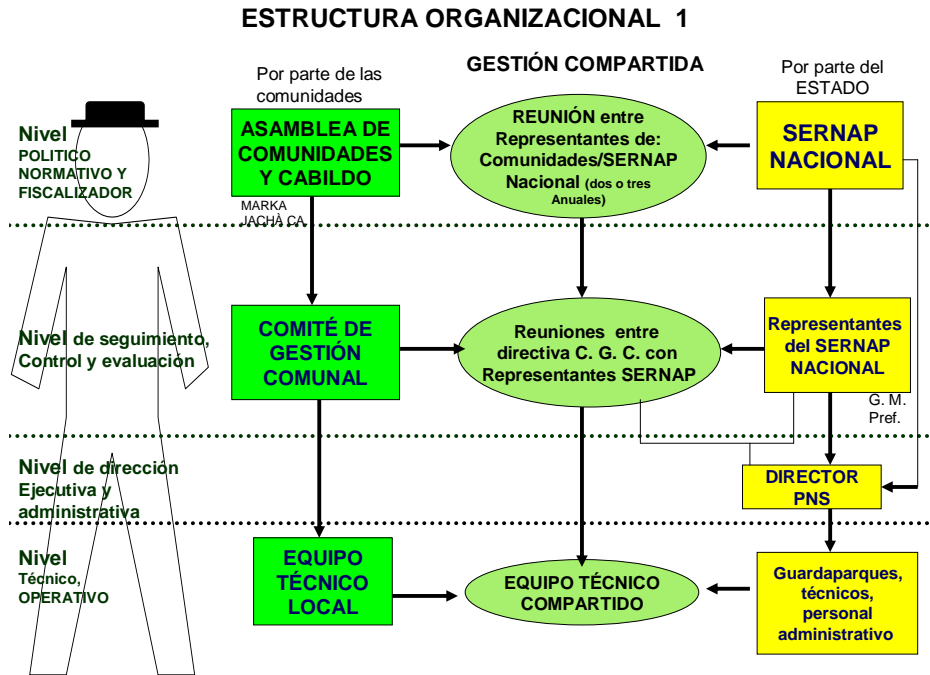 ESTRUCTURA ORGANIZACIONAL 1
Por parte de las
comunidades
GESTIÓN COMPARTIDA
Por parte del
ESTADO
Nivel
POLITICO
NORMATIVO Y
FISCALIZADOR
ASAMBLEA DE
COMUNIDADES
Y CABILDO
MARKA
JACHÀ CA.
REUNIÓN entre
Representantes de:
Comunidades/SERNAP
Nacional (dos o tres
Anuales)
SERNAP
NACIONAL
Nivel de seguimiento,
Control y evaluación
COMITÉ DE
GESTIÓN
COMUNAL
Reuniones entre
directiva C. G. C. con
Representantes SERNAP
Representantes
del SERNAP
NACIONAL
G. M.
Pref.
Nivel de dirección
Ejecutiva y
administrativa
DIRECTOR
PNS
Nivel
Técnico,
OPERATIVO
EQUIPO
TÉCNICO
LOCAL
EQUIPO TÉCNICO
COMPARTIDO
Guardaparques,
técnicos,
personal
administrativo